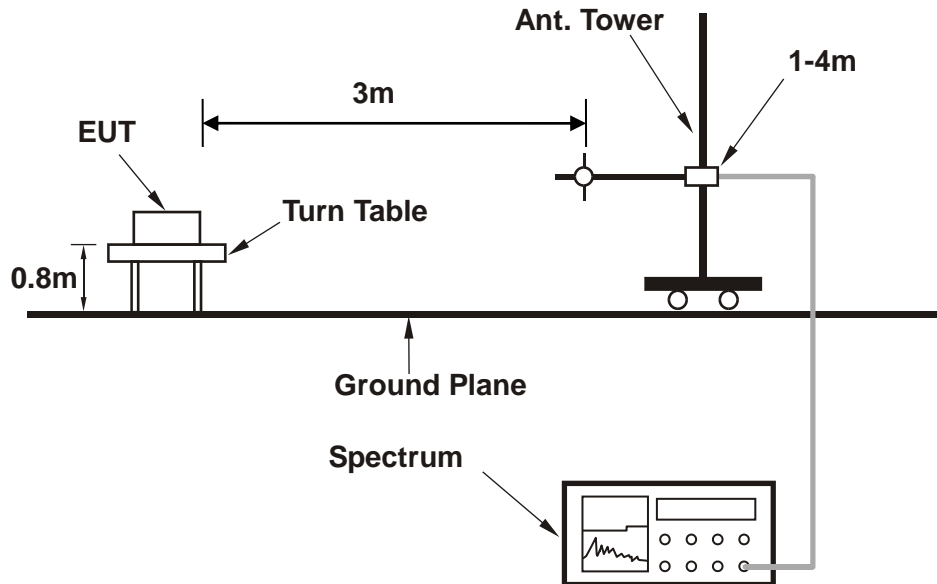 Ant. Tower
1-4m
3m
EUT
Turn Table
0.8m
Ground Plane
Spectrum